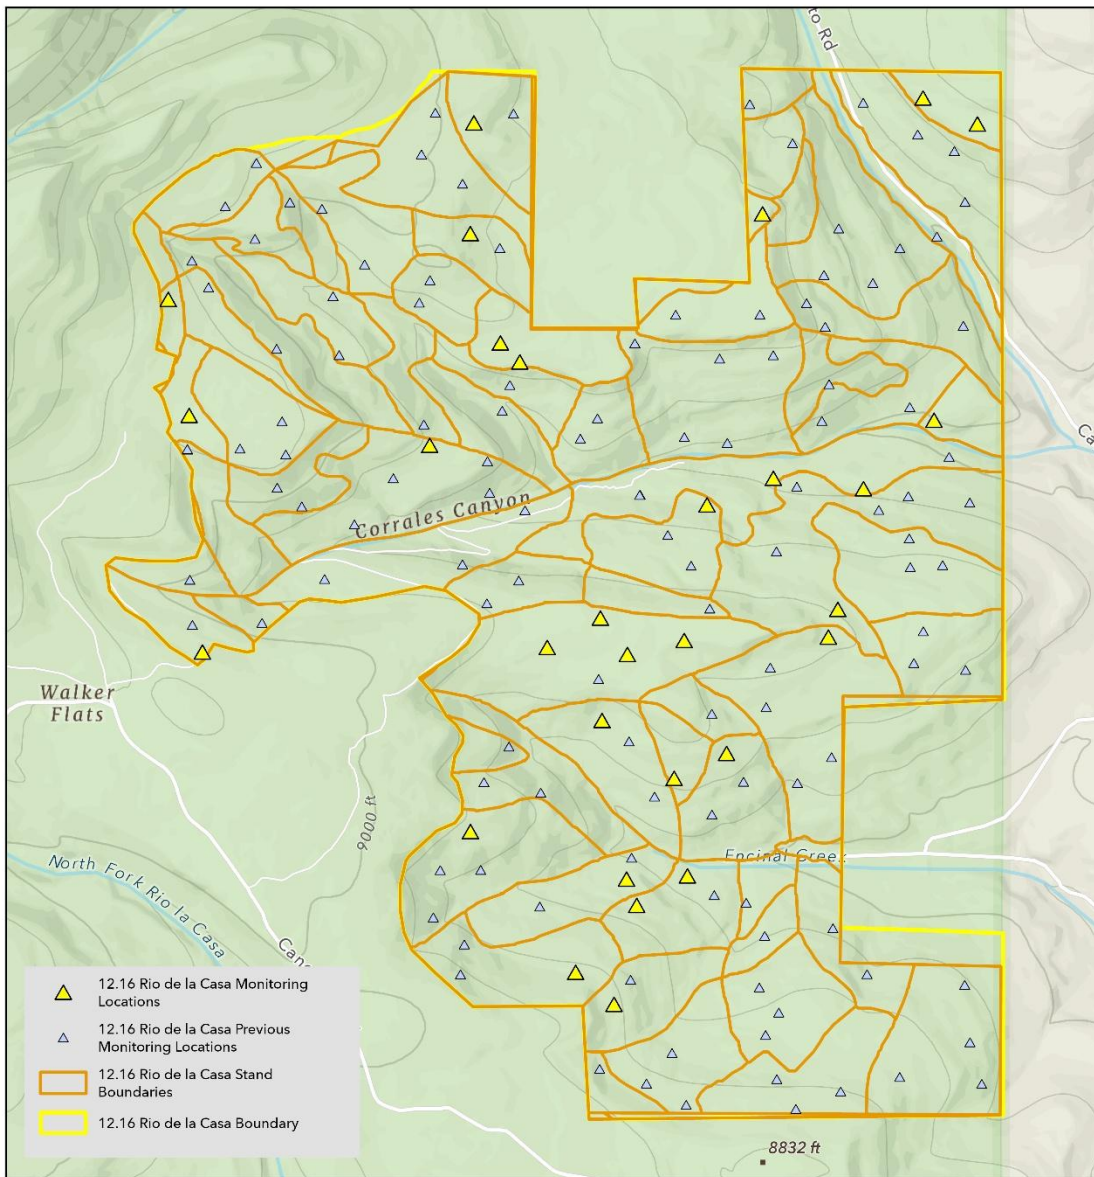 to Rd
Ca
Corrales Canyon
Walker
Flats
9000 ft
Encinal Creek
North Fork Rio la Casa
12.16 Rio de la Casa Monitoring
Locations
12.16 Rio de la Casa Previous
Monitoring Locations
12.16 Rio de la Casa Stand
Boundaries
12.16 Rio de la Casa Boundary
8832 ft